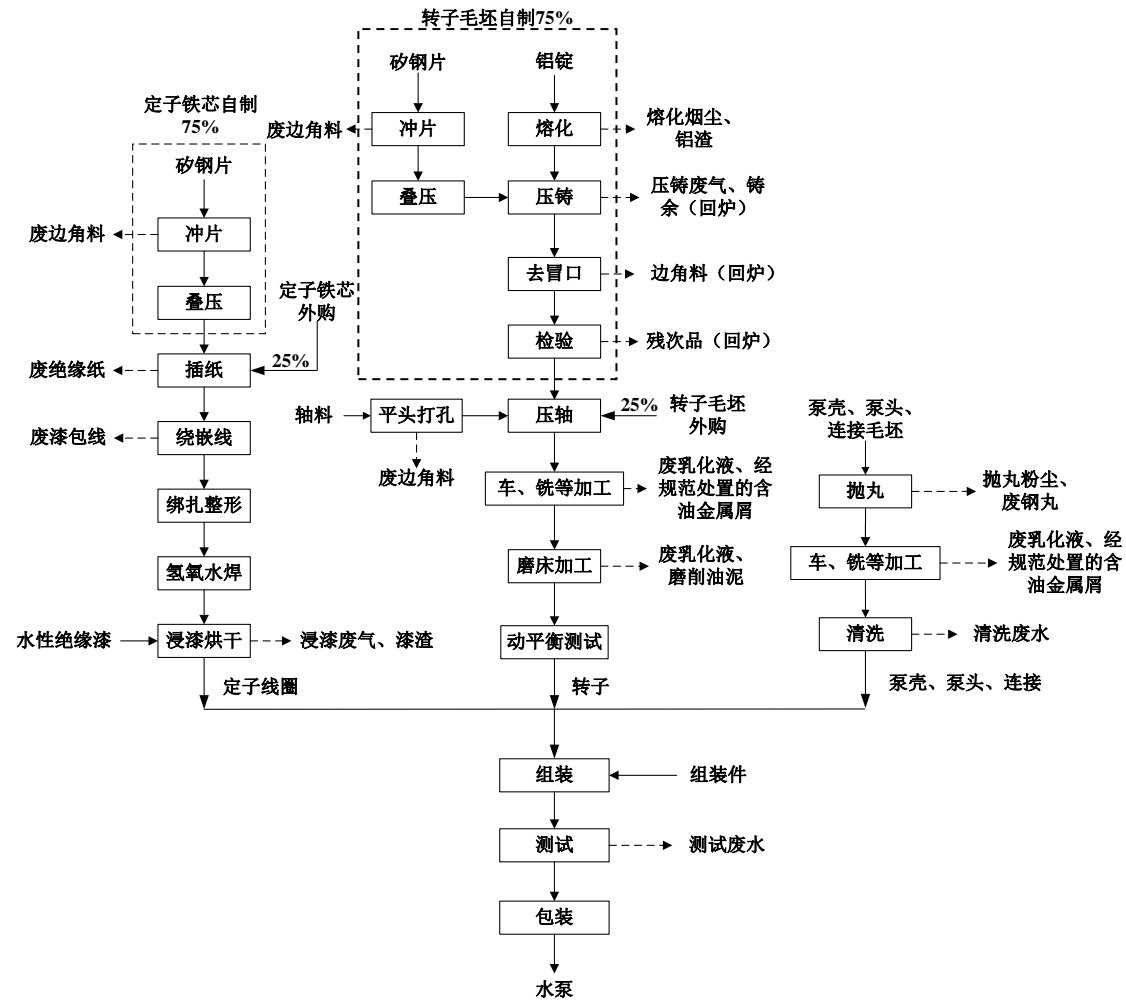 转子毛坯自制75%
矽钢片
铝锭
定子铁芯自制
75%
废边角料
冲片
熔化
熔化烟尘、
铝渣
矽钢片
叠压
压铸
压铸废气、铸
余（回炉）
废边角料
冲片
去冒口
边角料（回炉）
叠压
定子铁芯
外购
检验
残次品（回炉）
废绝缘纸
插纸
25%
轴料
平头打孔
压轴
25%
转子毛坯
外购
泵壳、泵头、
连接毛坯
废漆包线
绕嵌线
废边角料
车、铣等加工
废乳化液、经
规范处置的含
油金属屑
抛丸
抛丸粉尘、
废钢丸
绑扎整形
氢氧水焊
磨床加工
废乳化液、
磨削油泥
车、铣等加工
废乳化液、经
规范处置的含
油金属屑
水性绝缘漆
浸漆烘干
浸漆废气、漆渣
动平衡测试
清洗
清洗废水
定子线圈
转子
泵壳、泵头、连接
组装
组装件
测试
测试废水
包装
水泵